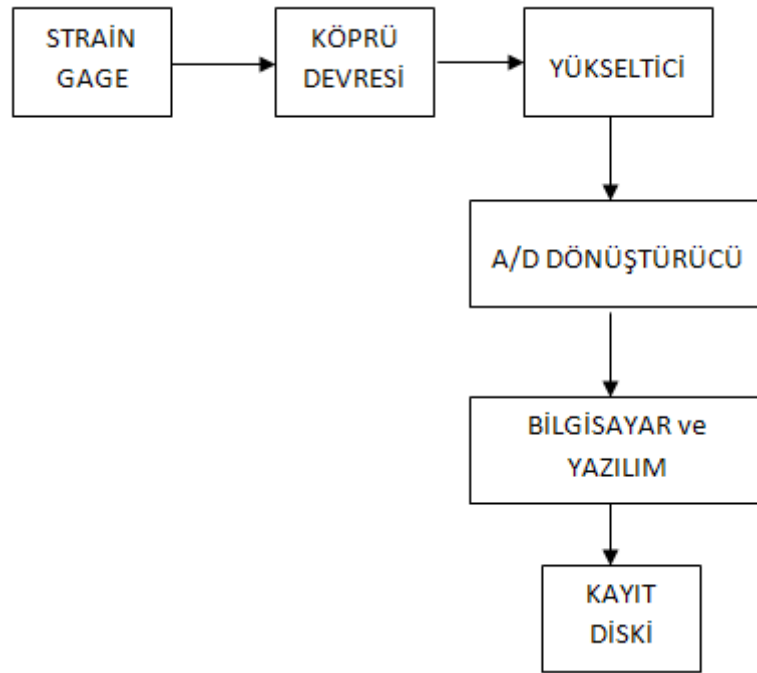 STRAİN
GAGE
KÖPRÜ
DEVRESİ
YÜKSELTİCİ
A/D DÖNÜŞTÜRÜCÜ
BİLGİSAYAR ve
YAZILIM
KAYIT
DİSKİ